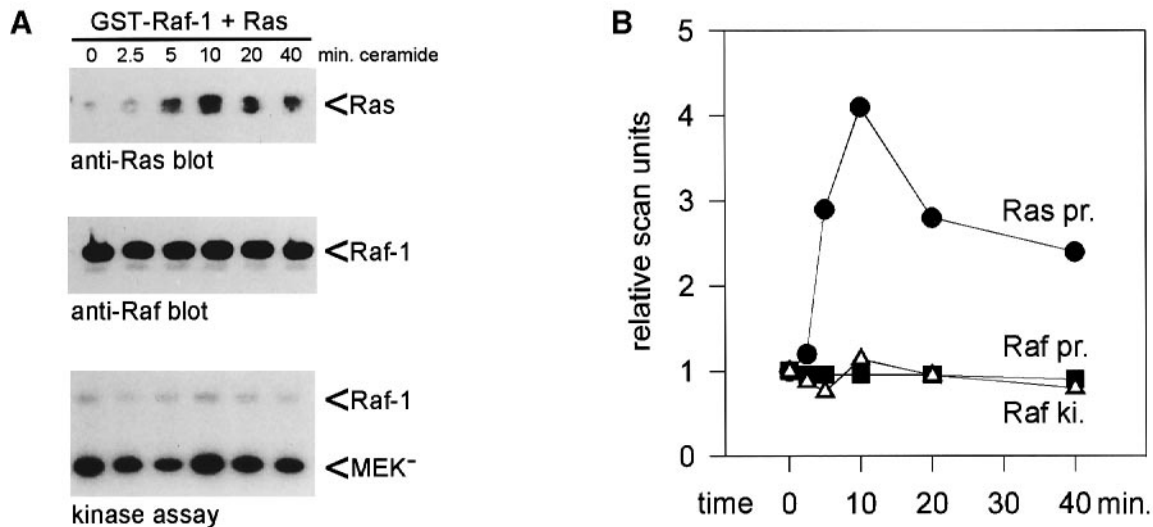 A
GST-Raf-1 + Ras
0 2.5 5 10 20 40 min. ceramide
<Ras
anti-Ras blot
<Raf-1
anti-Raf blot
<Raf-1
<MEK⁻
kinase assay
B
relative scan units
5
4
3
2
1
0
Ras pr.
Raf pr.
Raf ki.
time 0 10 20 30 40 min.